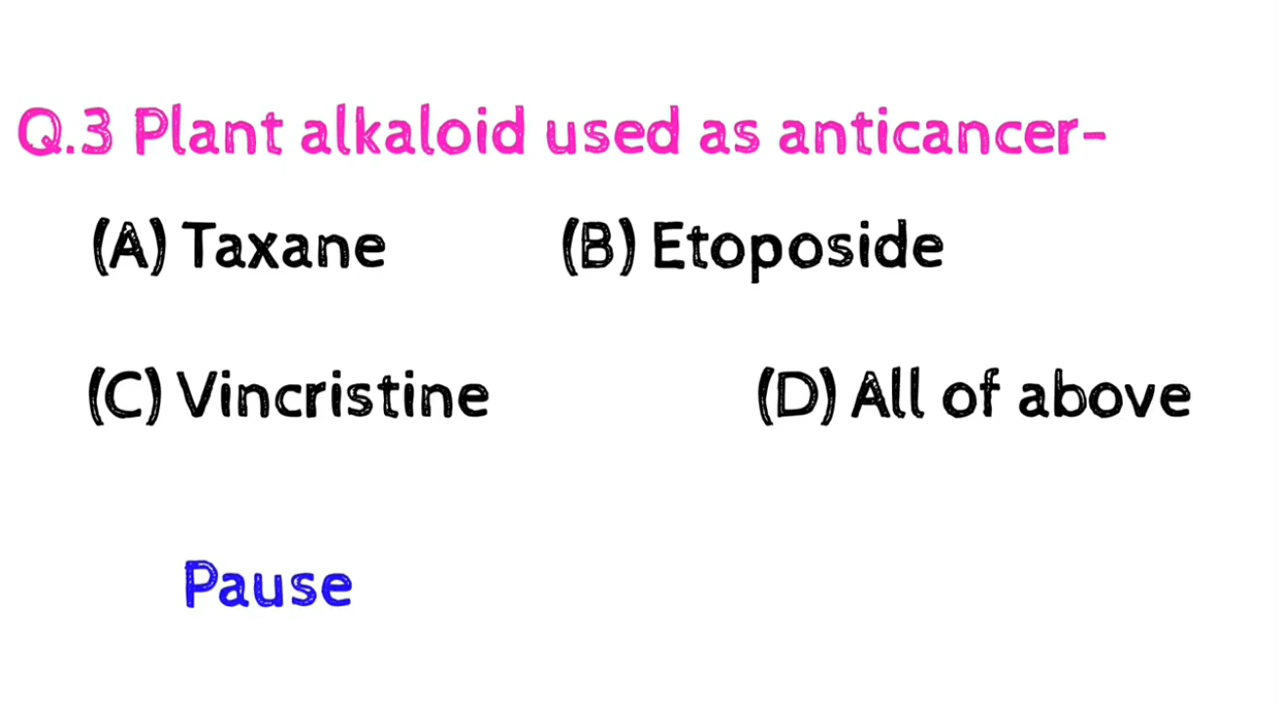 Q.3 Plant alkaloid used as anticancer-
(A) Taxane (B) Etoposide
(C) Vincristine (D) All of above
Pause